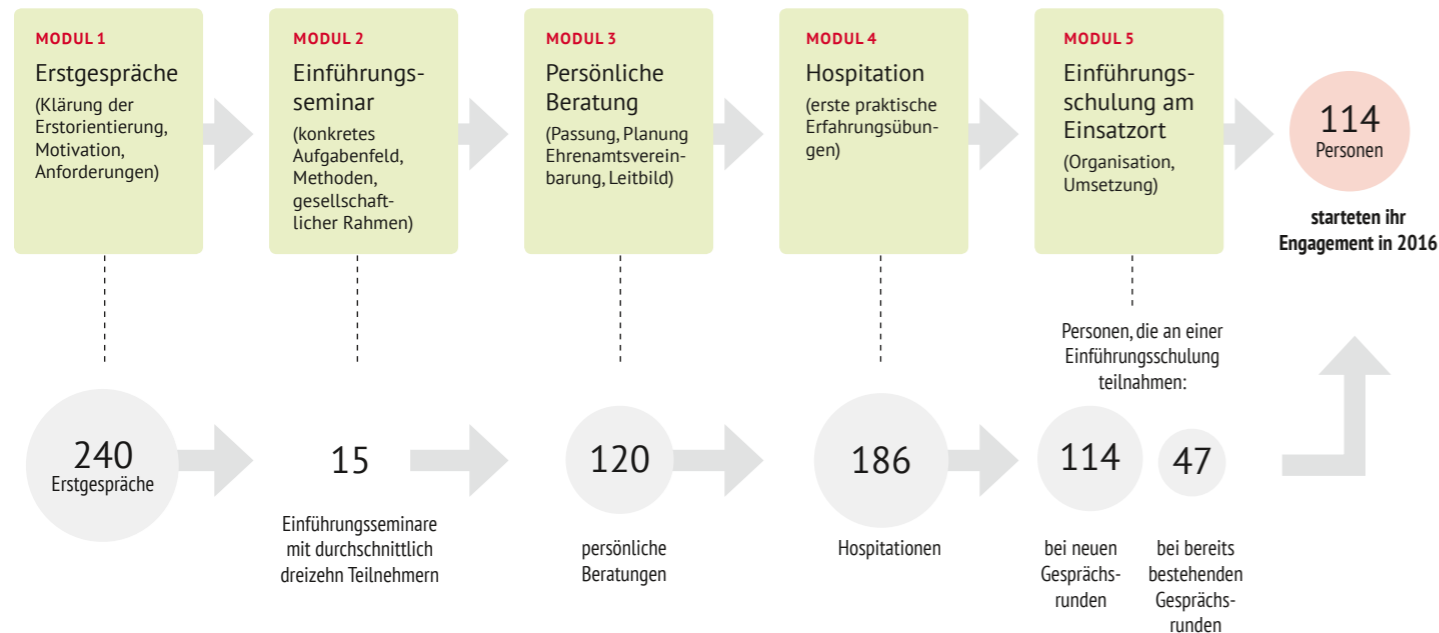 MODUL 1
Erstgespräche
(Klärung der
Erstorientierung,
Motivation,
Anforderungen)
MODUL 2
Einführungs-
seminar
(konkretes
Aufgabenfeld,
Methoden,
gesellschaft-
licher Rahmen)
MODUL 3
Persönliche
Beratung
(Passung, Planung
Ehrenamtsverein-
barung, Leitbild)
MODUL 4
Hospitation
(erste praktische
Erfahrungsübun-
gen)
MODUL 5
Einführungs-
schulung am
Einsatzort
(Organisation,
Umsetzung)
114
Personen
starteten ihr
Engagement in 2016
240
Erstgespräche
15
Einführungsseminare
mit durchschnittlich
dreizehn Teilnehmern
120
persönliche
Beratungen
186
Hospitationen
Personen, die an einer
Einführungsschulung
teilnahmen:
114
bei neuen
Gesprächs-
runden
47
bei bereits
bestehenden
Gesprächs-
runden